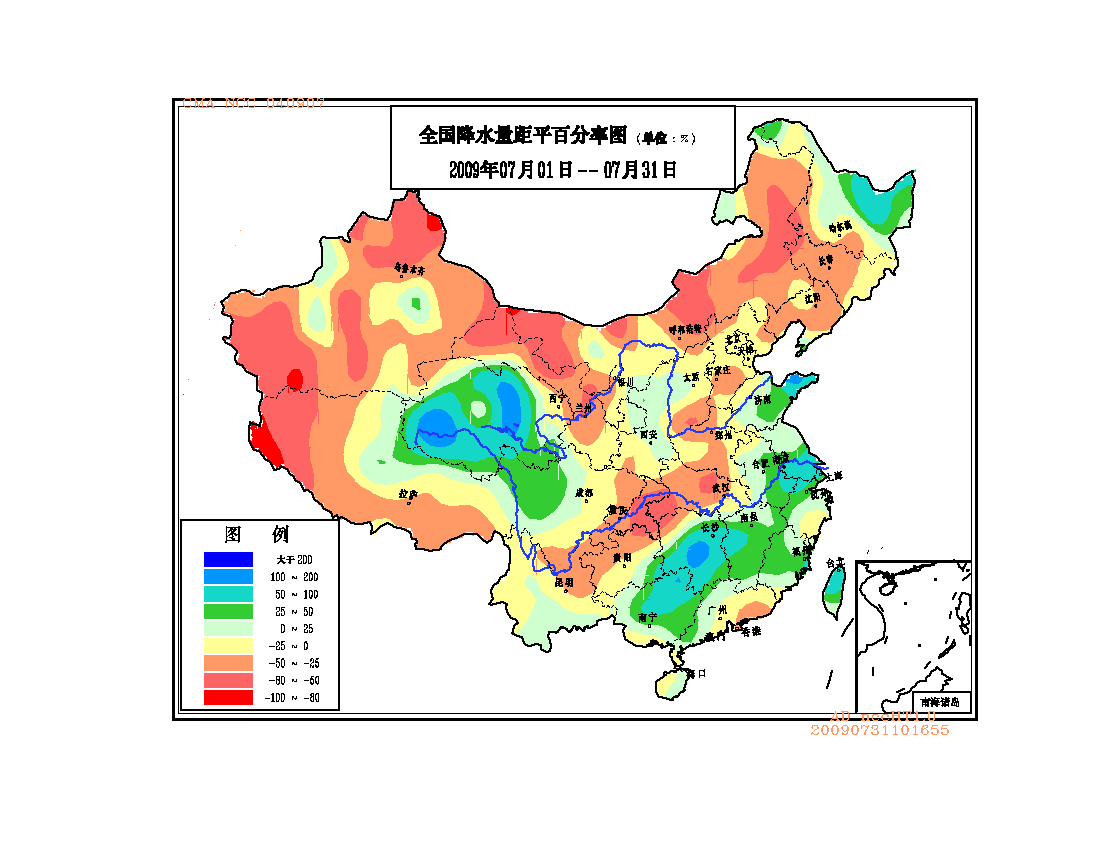 CMA NCC 040902
全国降水量距平百分率图 (单位：%)
2009年07月01日 -- 07月31日
哈尔滨
长春
沈阳
乌鲁木齐
呼和浩特
北京
天津
石家庄
太原
银川
西宁
兰州
济南
西安
郑州
合肥 南京
上海
拉萨
成都
武汉
杭州
重庆
长沙
南昌
贵阳
福州
台北
昆明
广州
南宁
澳门 香港
海口
图 例
大于 200
100 ~ 200
50 ~ 100
25 ~ 50
0 ~ 25
-25 ~ 0
-50 ~ -25
-80 ~ -50
-100 ~ -80
南海诸岛
20090731101655